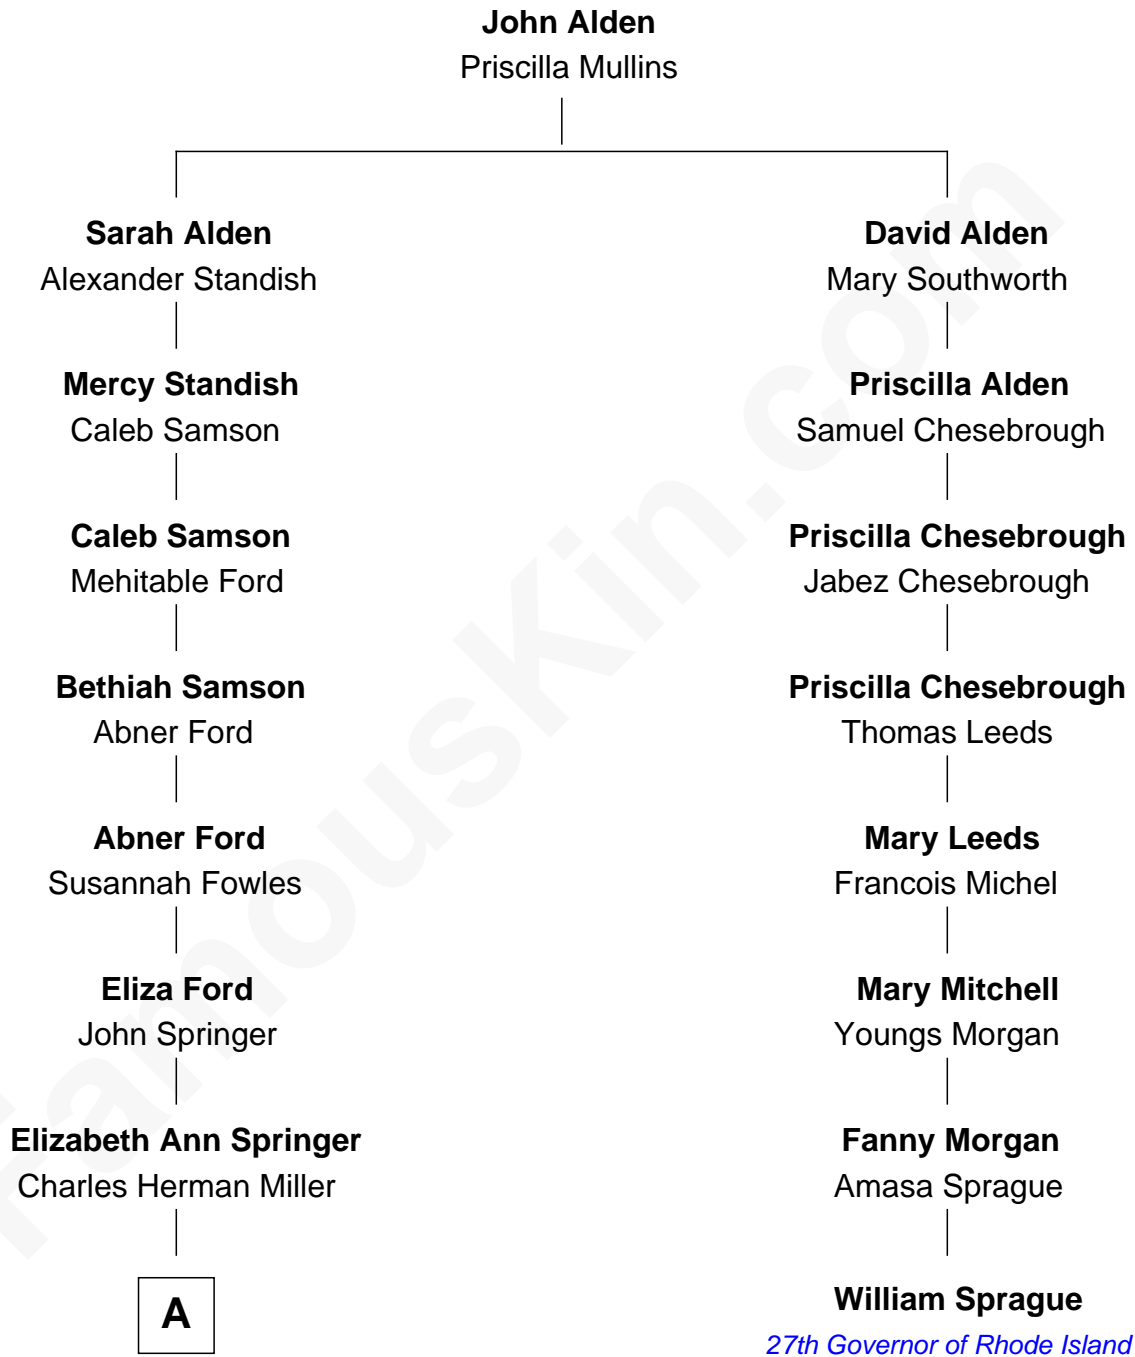 John Alden
Priscilla Mullins
Sarah Alden
Alexander Standish
David Alden
Mary Southworth
Mercy Standish
Caleb Samson
Priscilla Alden
Samuel Chesebrough
Caleb Samson
Mehitable Ford
Priscilla Chesebrough
Jabez Chesebrough
Bethiah Samson
Abner Ford
Priscilla Chesebrough
Thomas Leeds
Abner Ford
Susannah Fowles
Mary Leeds
Francois Michel
Eliza Ford
John Springer
Mary Mitchell
Youngs Morgan
Elizabeth Ann Springer
Charles Herman Miller
Fanny Morgan
Amasa Sprague
A
William Sprague
27th Governor of Rhode Island
FamousKin.com